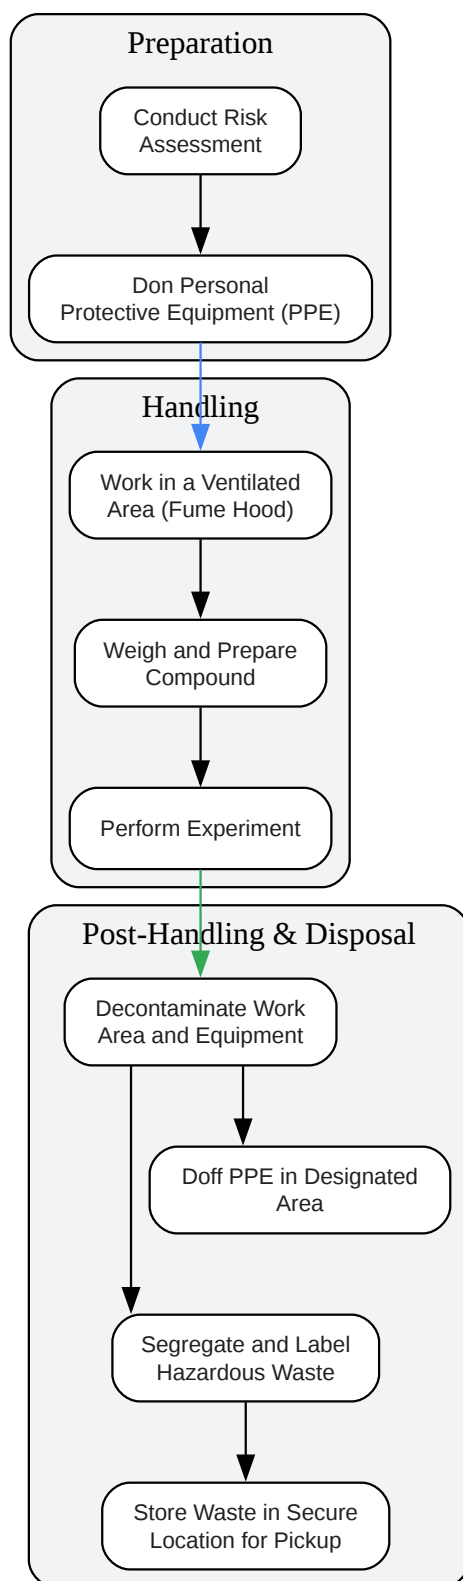 Preparation
Conduct Risk
Assessment
Don Personal
Protective Equipment (PPE)
Handling
Work in a Ventilated
Area (Fume Hood)
Weigh and Prepare
Compound
Perform Experiment
Post-Handling & Disposal
Decontaminate Work
Area and Equipment
Doff PPE in Designated
Area
Segregate and Label
Hazardous Waste
Store Waste in Secure
Location for Pickup